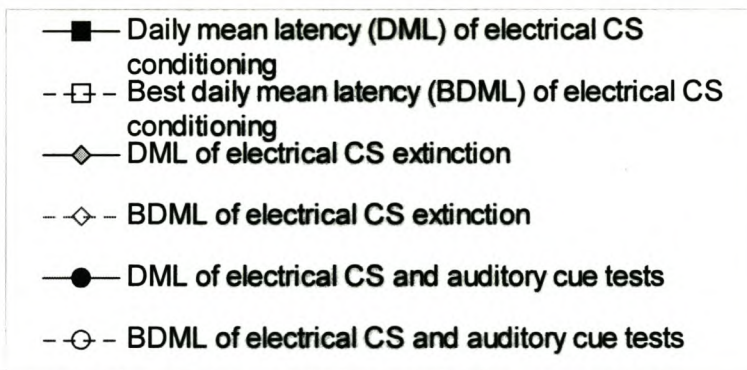 Daily mean latency (DML) of electrical CS
conditioning
Best daily mean latency (BDML) of electrical CS
conditioning
DML of electrical CS extinction
BDML of electrical CS extinction
DML of electrical CS and auditory cue tests
BDML of electrical CS and auditory cue tests